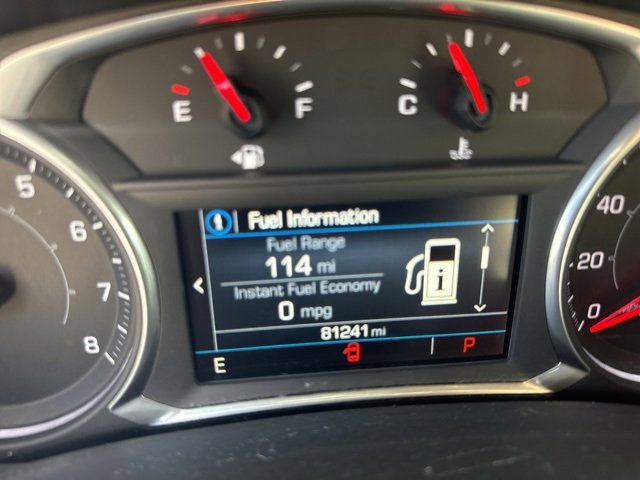 E F
C H
Fuel Information
Fuel Range
114 mi
Instant Fuel Economy
0 mpg
81241 mi
E P
5
6
7
8
40
20
0